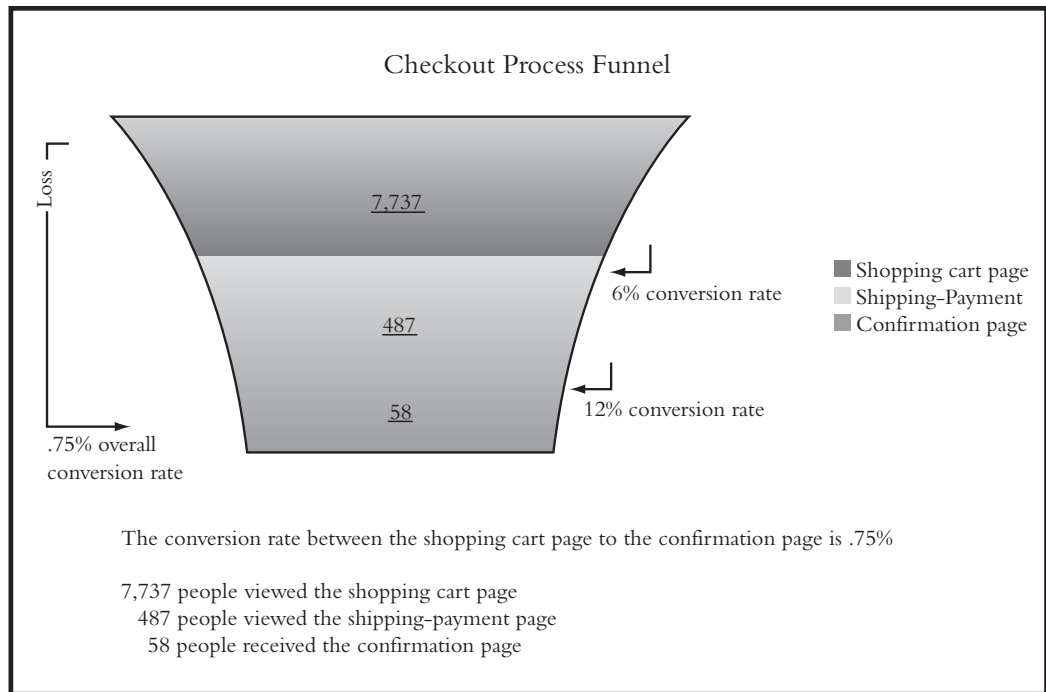 Checkout Process Funnel
Loss
7,737
6% conversion rate
Shopping cart page
Shipping-Payment
Confirmation page
487
58
12% conversion rate
.75% overall
conversion rate
The conversion rate between the shopping cart page to the confirmation page is .75%
7,737 people viewed the shopping cart page
487 people viewed the shipping-payment page
58 people received the confirmation page